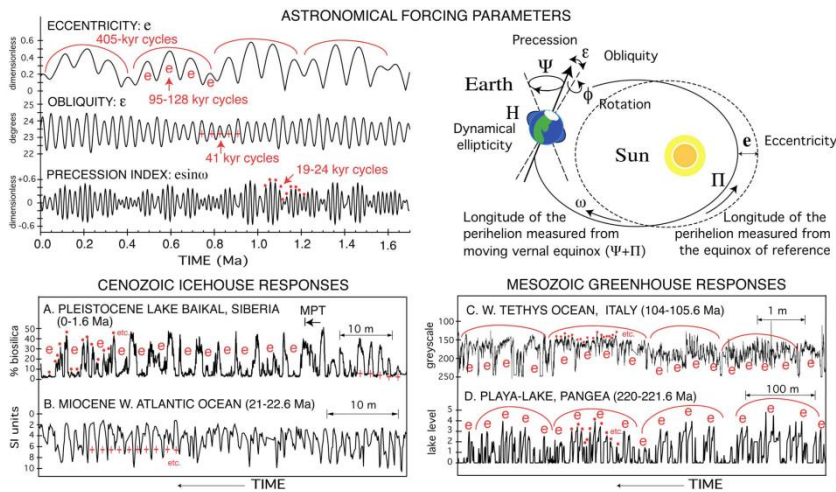 ASTRONOMICAL FORCING PARAMETERS
ECCENTRICITY: e
405-kyr cycles
dimensionless
0.6
0.4
0.2
0.0
e e e e
95-128 kyr cycles
OBLIQUITY: ε
degrees
25
24
23
22
41 kyr cycles
19-24 kyr cycles
PRECESSION INDEX: esinω
dimensionless
+0.6
-0.6
0.0 0.2 0.4 0.6 0.8 1.0 1.2 1.4 1.6
TIME (Ma)
Precession
ε
Obliquity
Ψ
ϕ
Earth
Rotation
H
Dynamical
ellipticity
Sun
e
Eccentricity
Π
ω
Longitude of the
perihelion measured from
moving vernal equinox (Ψ+Π)
Longitude of the
perihelion measured from
the equinox of reference
CENOZOIC ICEHOUSE RESPONSES
A. PLEISTOCENE LAKE BAIKAL, SIBERIA
(0-1.6 Ma)
etc.
MPT
10 m
% biosilica
50
40
30
20
10
0
e e e e e e e e e e
B. MIOCENE W. ATLANTIC OCEAN (21-22.6 Ma)
10 m
SI units
0
2
4
6
8
10
etc.
TIME
MESOZOIC GREENHOUSE RESPONSES
C. W. TETHYS OCEAN, ITALY (104-105.6 Ma)
etc.
1 m
greyscale
100
150
200
250
e e e e e e e e e e e e e e e
D. PLAYA-LAKE, PANGEA (220-221.6 Ma)
100 m
lake level
5
4
3
2
1
0
e e e e e e e e e e e e e e e e
etc.
TIME